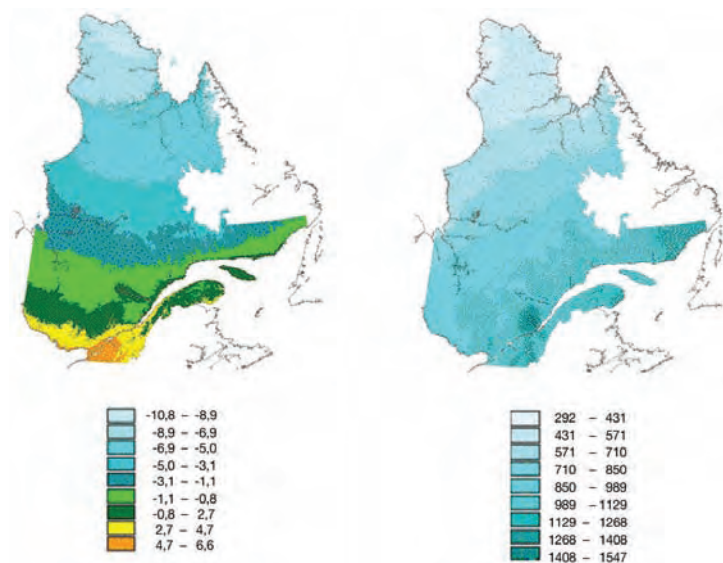 -10,8 – -8,9
-8,9 – -6,9
-6,9 – -5,0
-5,0 – -3,1
-3,1 – -1,1
-1,1 – -0,8
-0,8 – 2,7
2,7 – 4,7
4,7 – 6,6
292 – 431
431 – 571
571 – 710
710 – 850
850 – 989
989 – 1129
1129 – 1268
1268 – 1408
1408 – 1547